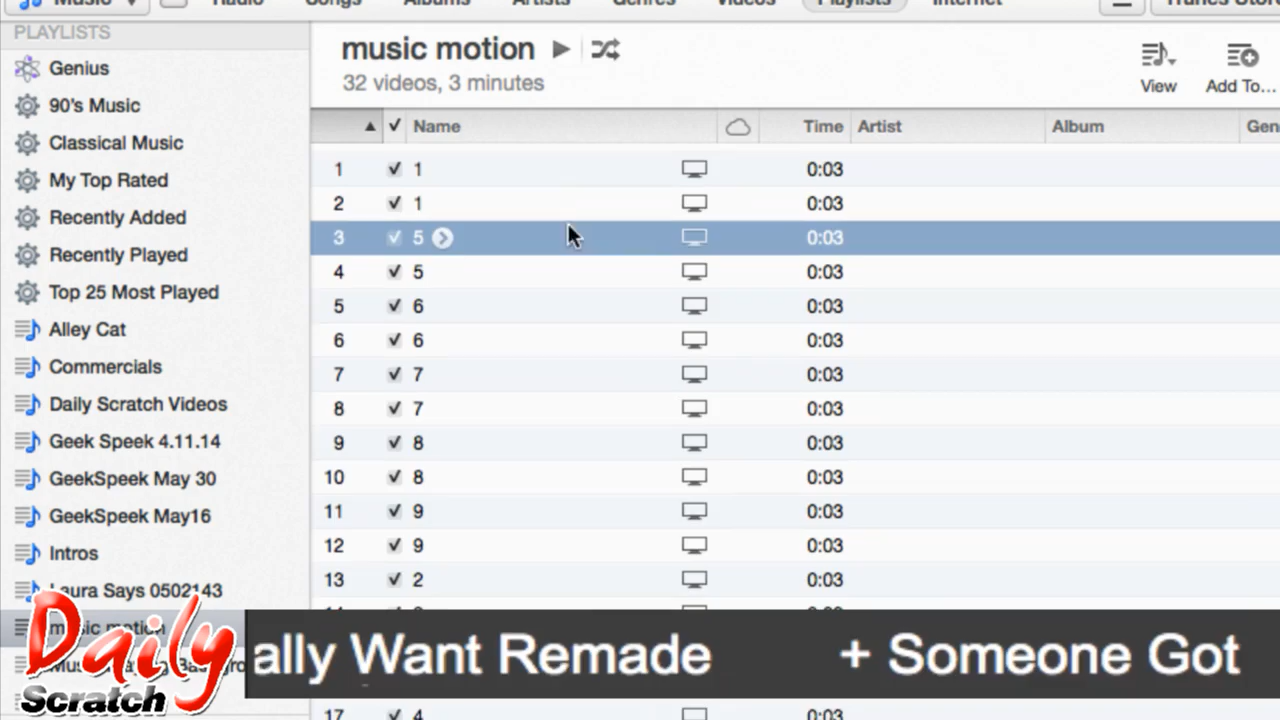 Music Radio Songs Albums Artists Genres Videos Playlists Internet
PLAYLISTS
Genius
90's Music
Classical Music
My Top Rated
Recently Added
Recently Played
Top 25 Most Played
Alley Cat
Commercials
Daily Scratch Videos
Geek Speek 4.11.14
GeekSpeek May 30
GeekSpeek May16
Intros
Laura Says 0502143
music motion
music motion
32 videos, 3 minutes
View
Add To...
Name Time Artist Album Gen
1 1 0:03
2 1 0:03
3 5 0:03
4 5 0:03
5 6 0:03
6 6 0:03
7 7 0:03
8 7 0:03
9 8 0:03
10 8 0:03
11 9 0:03
12 9 0:03
13 2 0:03
17 4 0:03
Daily
Scratch
ally Want Remade + Someone Got